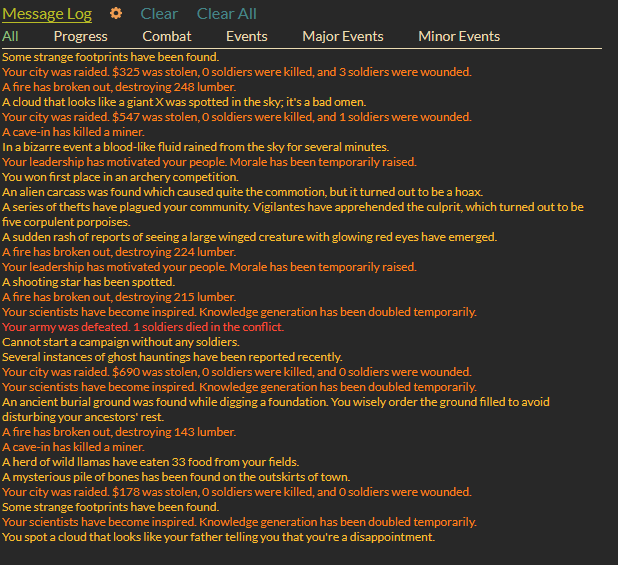 Message Log Clear Clear All
All Progress Combat Events Major Events Minor Events
Some strange footprints have been found.
Your city was raided. $325 was stolen, 0 soldiers were killed, and 3 soldiers were wounded.
A fire has broken out, destroying 248 lumber.
A cloud that looks like a giant X was spotted in the sky; it's a bad omen.
Your city was raided. $547 was stolen, 0 soldiers were killed, and 1 soldiers were wounded.
A cave-in has killed a miner.
In a bizarre event a blood-like fluid rained from the sky for several minutes.
Your leadership has motivated your people. Morale has been temporarily raised.
You won first place in an archery competition.
An alien carcass was found which caused quite the commotion, but it turned out to be a hoax.
A series of thefts have plagued your community. Vigilantes have apprehended the culprit, which turned out to be
five corpulent porpoises.
A sudden rash of reports of seeing a large winged creature with glowing red eyes have emerged.
A fire has broken out, destroying 224 lumber.
Your leadership has motivated your people. Morale has been temporarily raised.
A shooting star has been spotted.
A fire has broken out, destroying 215 lumber.
Your scientists have become inspired. Knowledge generation has been doubled temporarily.
Your army was defeated. 1 soldiers died in the conflict.
Cannot start a campaign without any soldiers.
Several instances of ghost hauntings have been reported recently.
Your city was raided. $690 was stolen, 0 soldiers were killed, and 0 soldiers were wounded.
Your scientists have become inspired. Knowledge generation has been doubled temporarily.
An ancient burial ground was found while digging a foundation. You wisely order the ground filled to avoid
disturbing your ancestors' rest.
A fire has broken out, destroying 143 lumber.
A cave-in has killed a miner.
A herd of wild llamas have eaten 33 food from your fields.
A mysterious pile of bones has been found on the outskirts of town.
Your city was raided. $178 was stolen, 0 soldiers were killed, and 0 soldiers were wounded.
Some strange footprints have been found.
Your scientists have become inspired. Knowledge generation has been doubled temporarily.
You spot a cloud that looks like your father telling you that you're a disappointment.